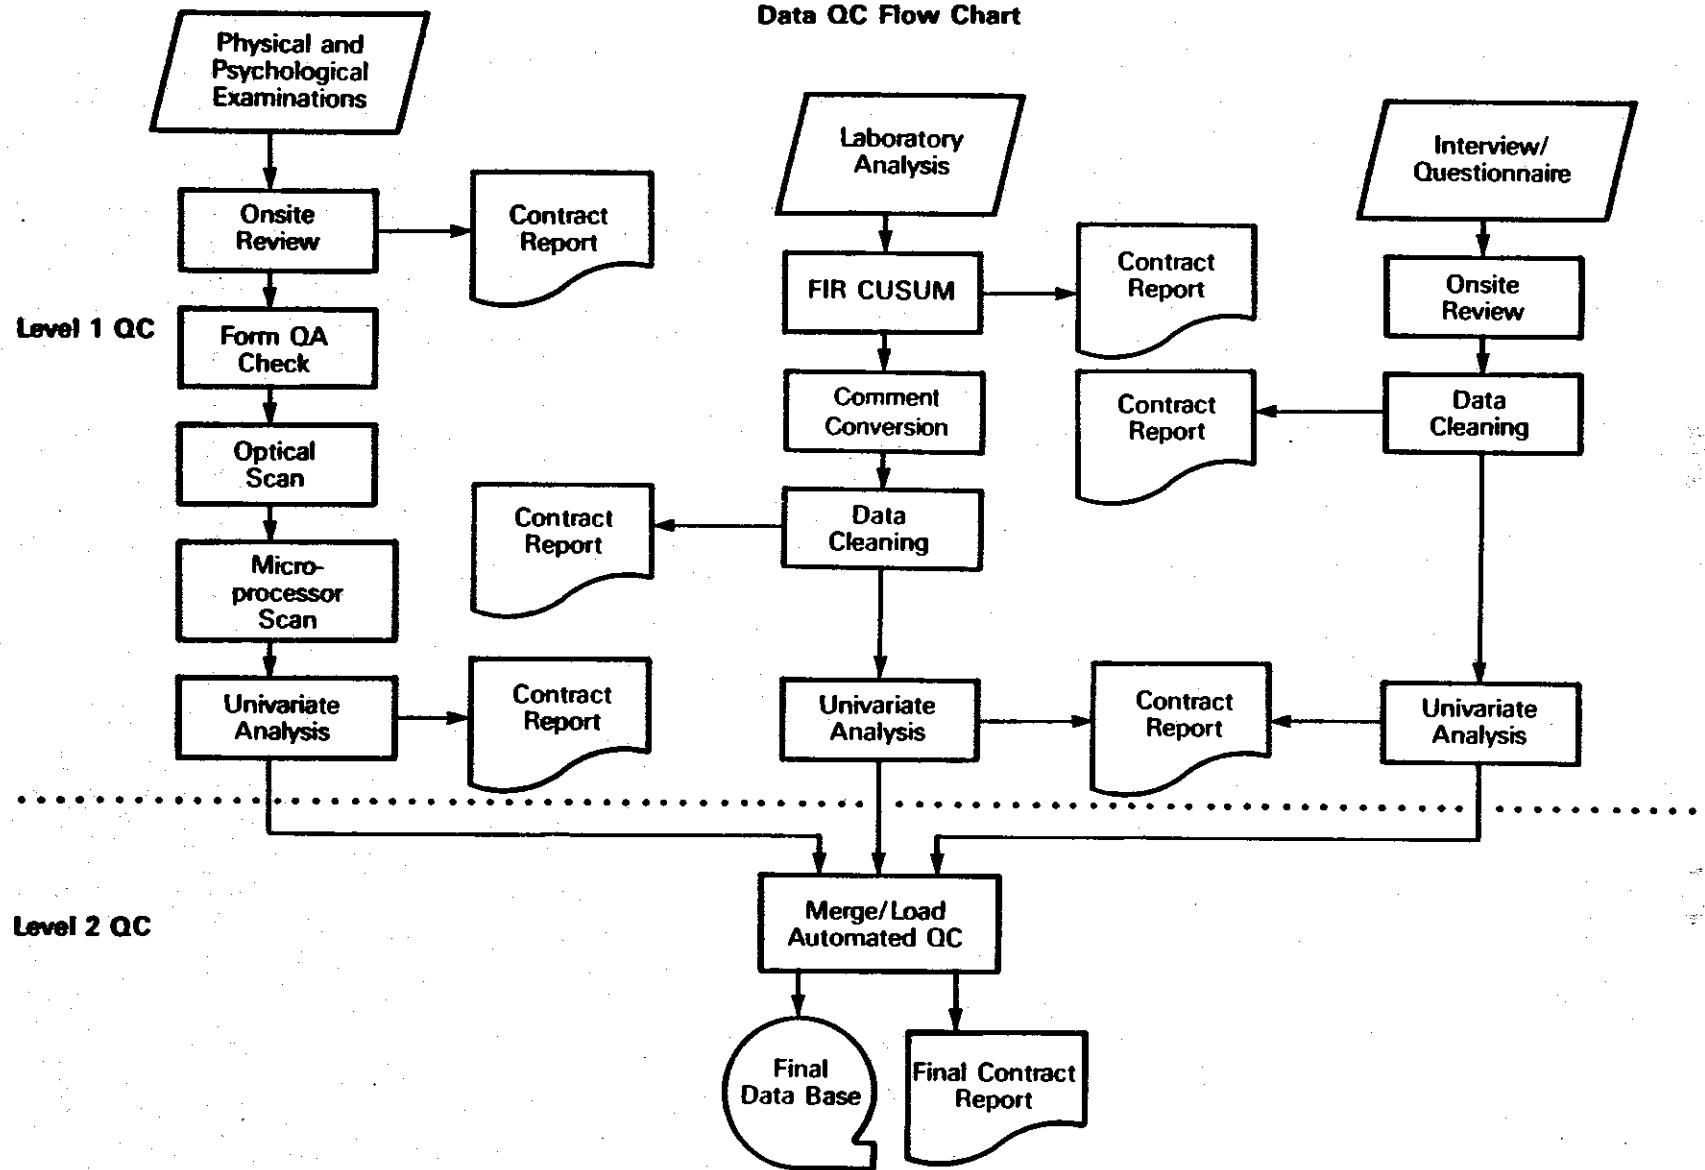 Data QC Flow Chart
Physical and
Psychological
Examinations
Onsite
Review
Contract
Report
Level 1 QC
Form QA
Check
Optical
Scan
Micro-
processor
Scan
Univariate
Analysis
Contract
Report
Laboratory
Analysis
FIR CUSUM
Contract
Report
Comment
Conversion
Data
Cleaning
Contract
Report
Univariate
Analysis
Contract
Report
Interview/
Questionnaire
Onsite
Review
Data
Cleaning
Contract
Report
Univariate
Analysis
Level 2 QC
Merge/Load
Automated QC
Final
Data Base
Final Contract
Report